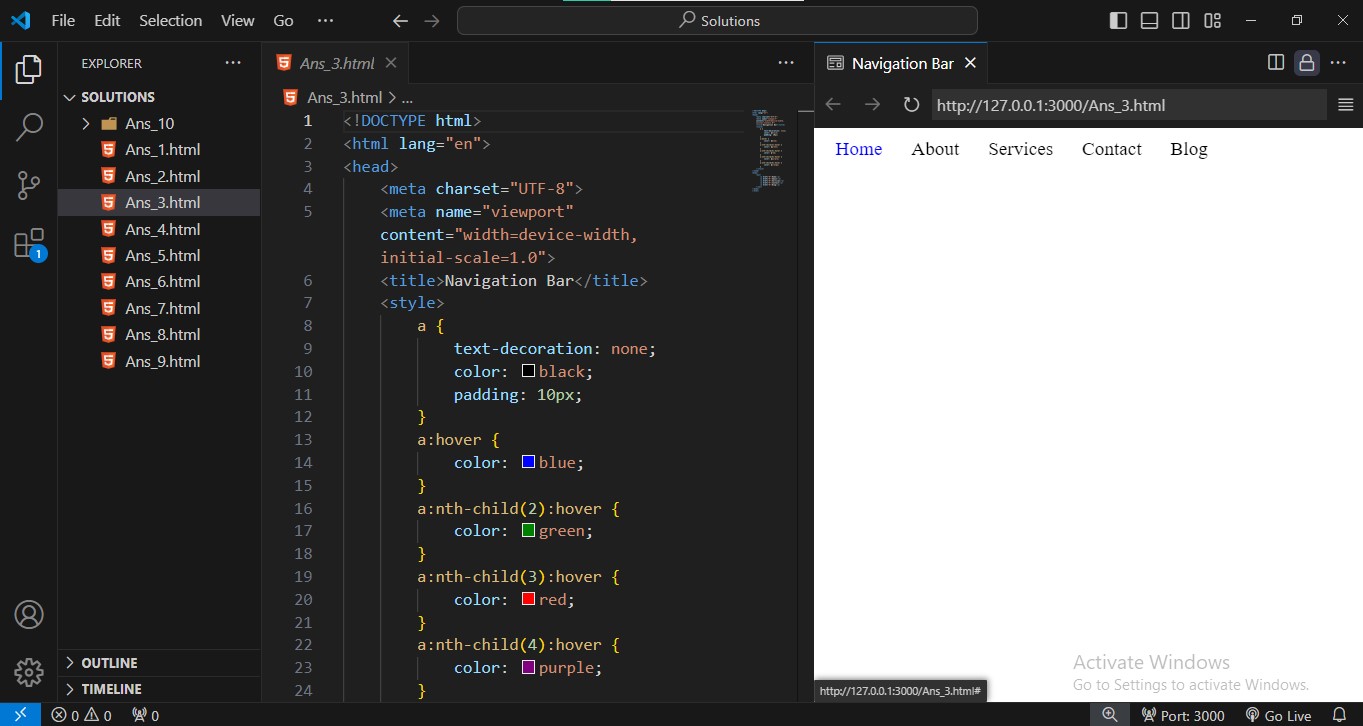 File Edit Selection View Go ··· Solutions
EXPLORER ···
SOLUTIONS
Ans_10
Ans_1.html
Ans_2.html
Ans_3.html
Ans_4.html
Ans_5.html
Ans_6.html
Ans_7.html
Ans_8.html
Ans_9.html
OUTLINE
TIMELINE
1
Ans_3.html
Ans_3.html > ...
1 <!DOCTYPE html>
2 <html lang="en">
3 <head>
4 <meta charset="UTF-8">
5 <meta name="viewport"
content="width=device-width,
initial-scale=1.0">
6 <title>Navigation Bar</title>
7 <style>
8 a {
9 text-decoration: none;
10 color: black;
11 padding: 10px;
12 }
13 a:hover {
14 color: blue;
15 }
16 a:nth-child(2):hover {
17 color: green;
18 }
19 a:nth-child(3):hover {
20 color: red;
21 }
22 a:nth-child(4):hover {
23 color: purple;
24 }
Navigation Bar
http://127.0.0.1:3000/Ans_3.html
Home About Services Contact Blog
Activate Windows
Go to Settings to activate Windows.
http://127.0.0.1:3000/Ans_3.html#
0 0 0 Port: 3000 Go Live